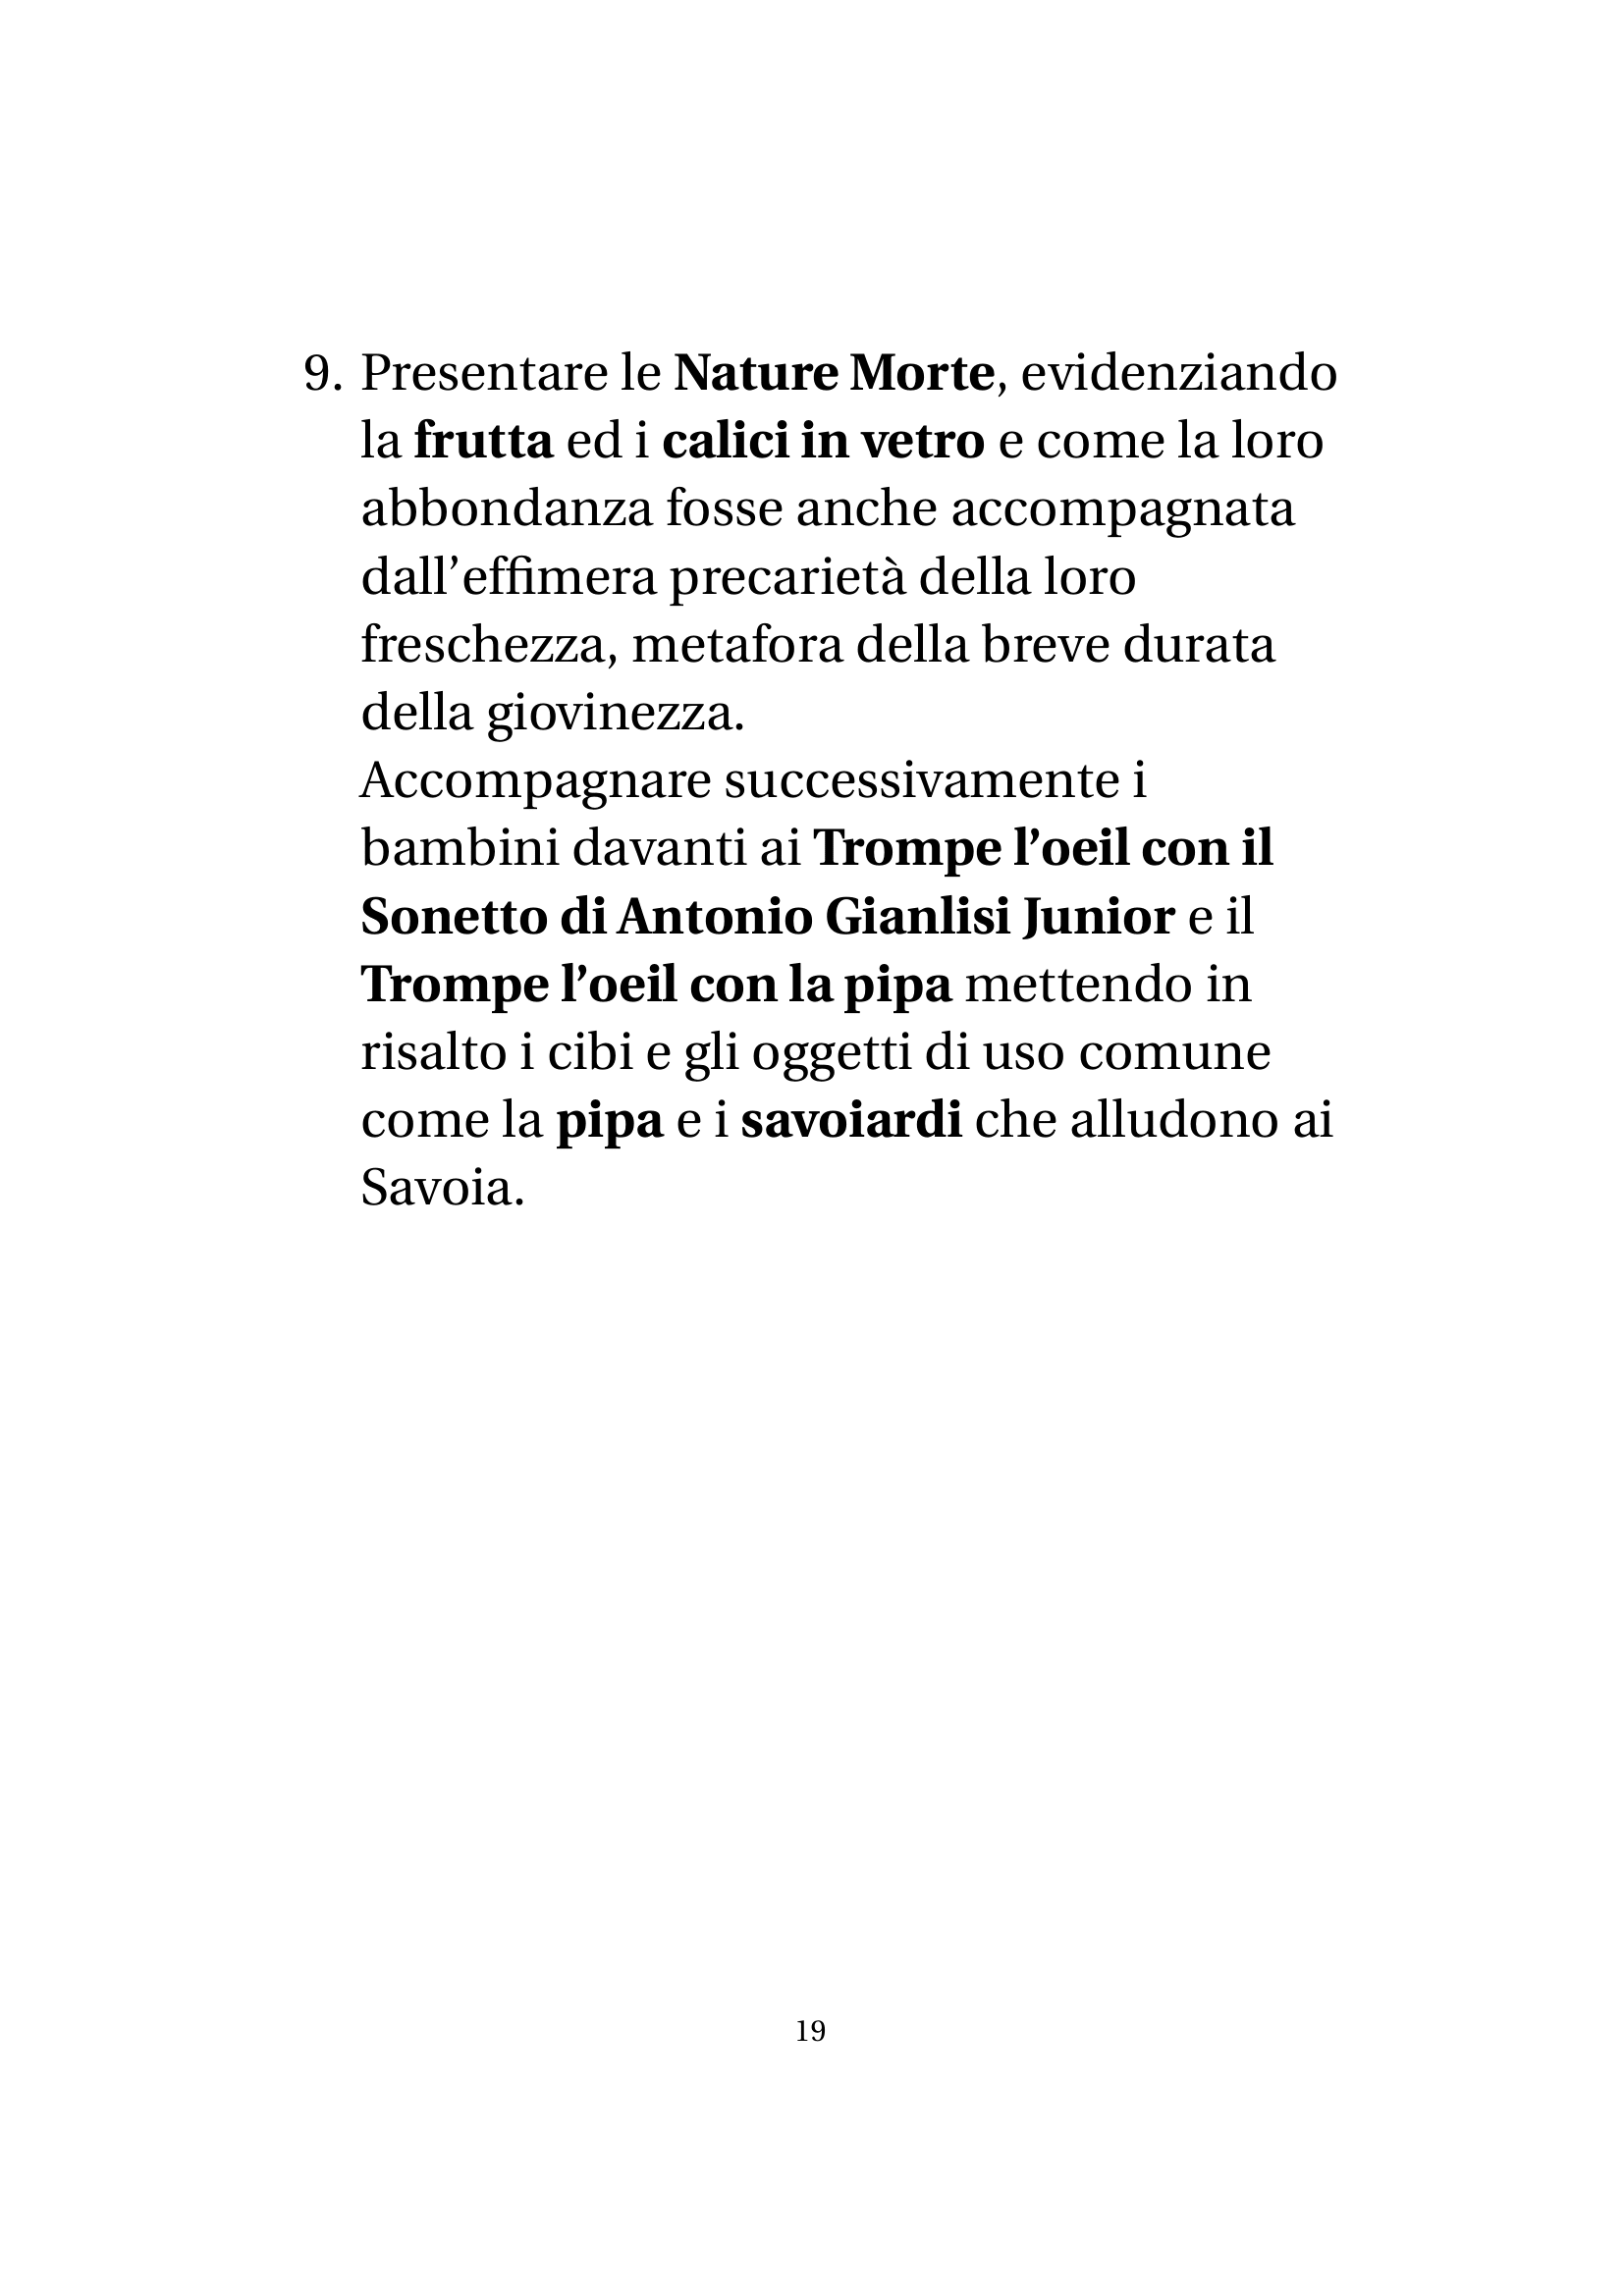 9. Presentare le Nature Morte, evidenziando
la frutta ed i calici in vetro e come la loro
abbondanza fosse anche accompagnata
dall’effimera precarietà della loro
freschezza, metafora della breve durata
della giovinezza.
Accompagnare successivamente i
bambini davanti ai Trompe l’oeil con il
Sonetto di Antonio Gianlisi Junior e il
Trompe l’oeil con la pipa mettendo in
risalto i cibi e gli oggetti di uso comune
come la pipa e i savoiardi che alludono ai
Savoia.
19